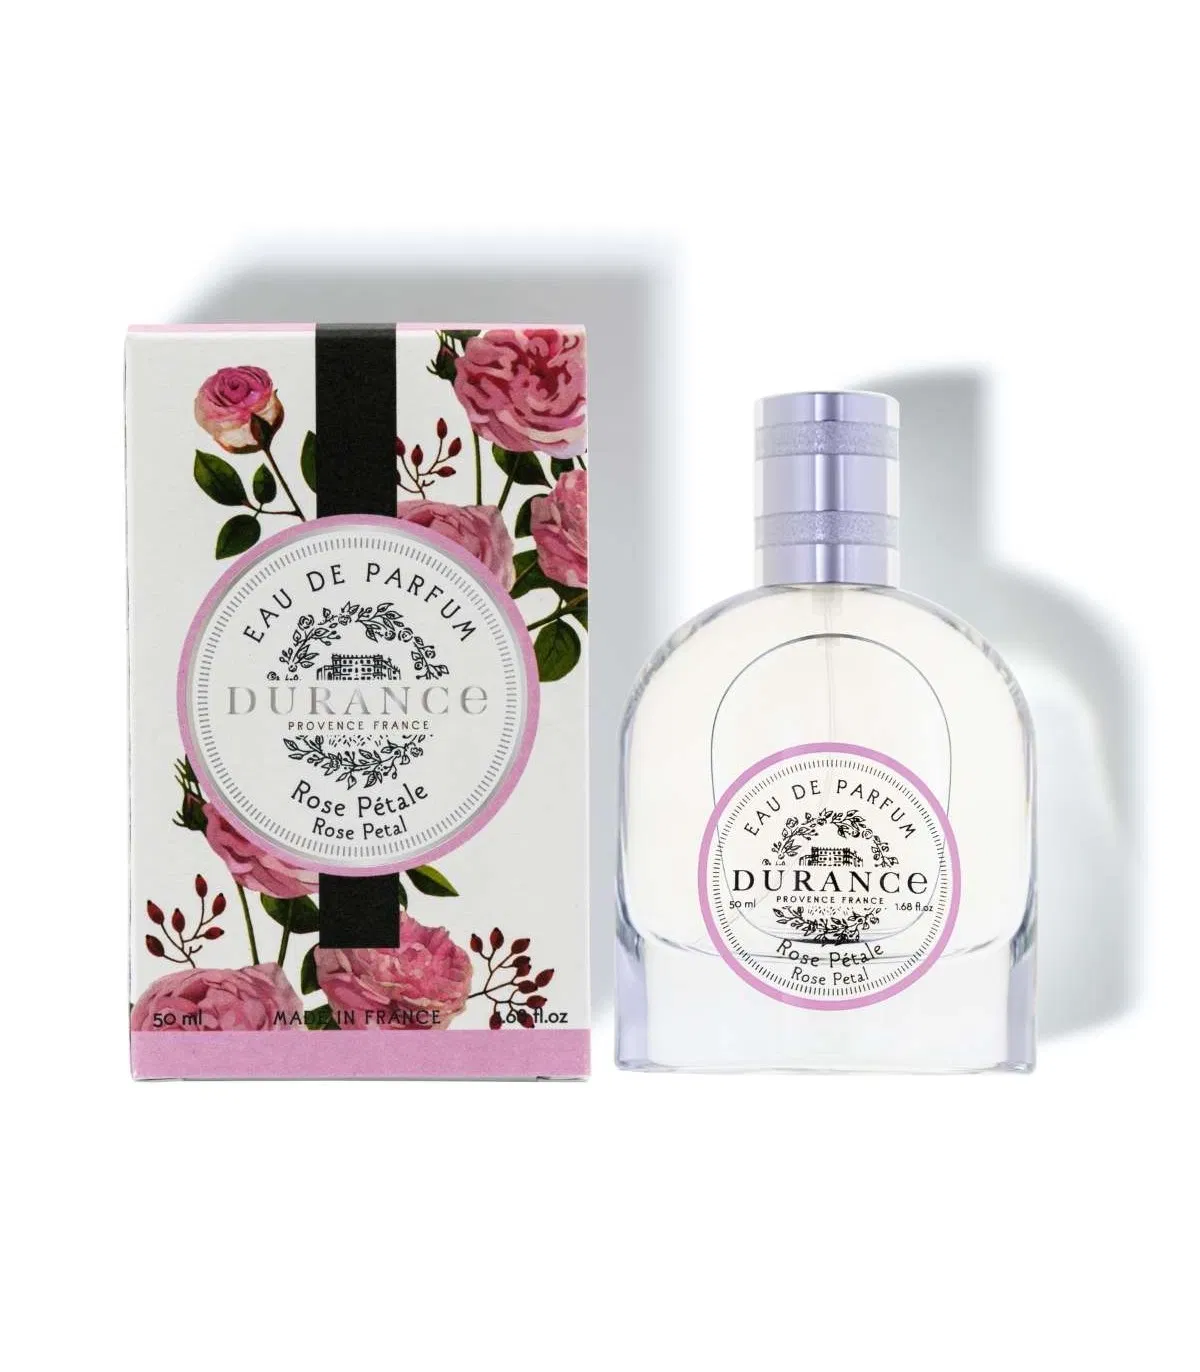 EAU DE PARFUM
DURANCE
PROVENCE FRANCE
Rose Pétale
Rose Petal
50 ml
MADE IN FRANCE
1.68 fl.oz
EAU DE PARFUM
DURANCE
50 ml
PROVENCE FRANCE
1.68 fl.oz
Rose Pétale
Rose Petal